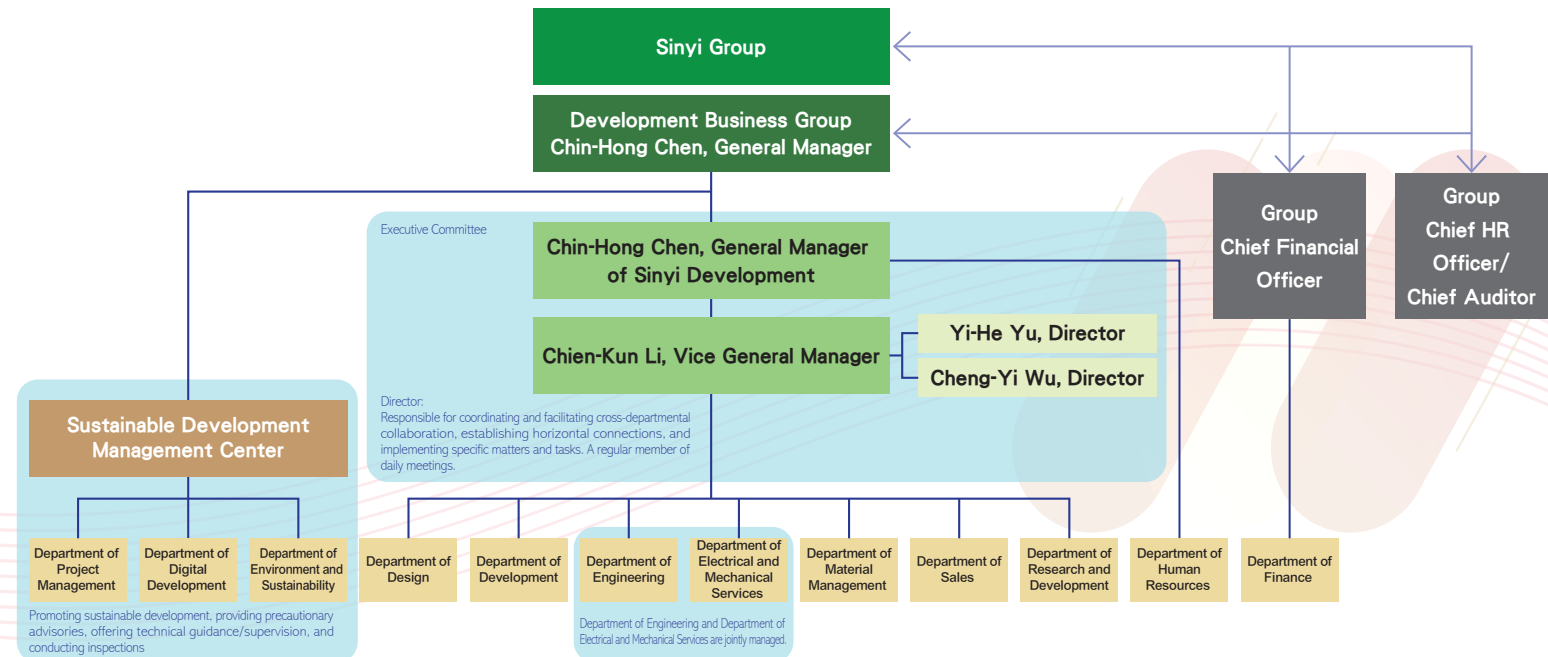 Sinyi Group
Development Business Group
Chin-Hong Chen, General Manager
Group
Chief Financial
Officer
Group
Chief HR
Officer/
Chief Auditor
Executive Committee
Chin-Hong Chen, General Manager
of Sinyi Development
Chien-Kun Li, Vice General Manager
Yi-He Yu, Director
Cheng-Yi Wu, Director
Director:
Responsible for coordinating and facilitating cross-departmental
collaboration, establishing horizontal connections, and
implementing specific matters and tasks. A regular member of
daily meetings.
Sustainable Development
Management Center
Department of
Project
Management
Department of
Digital
Development
Department of
Environment and
Sustainability
Department of
Design
Department of
Development
Department of
Engineering
Department of
Electrical and
Mechanical
Services
Department of
Material
Management
Department of
Sales
Department of
Research and
Development
Department of
Human
Resources
Department of
Finance
Promoting sustainable development, providing precautionary
advisories, offering technical guidance/supervision, and
conducting inspections
Department of Engineering and Department of
Electrical and Mechanical Services are jointly managed.